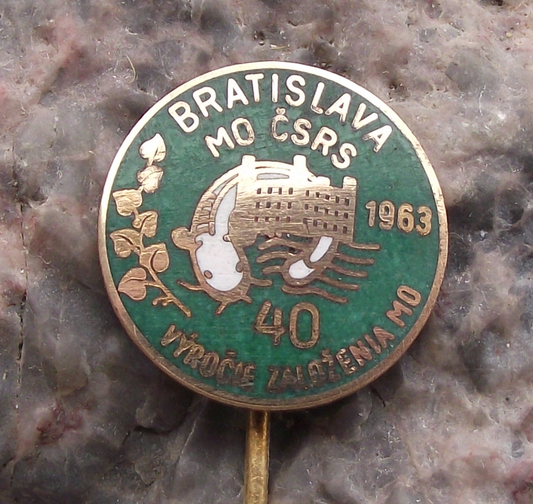 BRATISLAVA
MO ČSRS
1963
40
VÝROČIE ZALOŽENIA MO